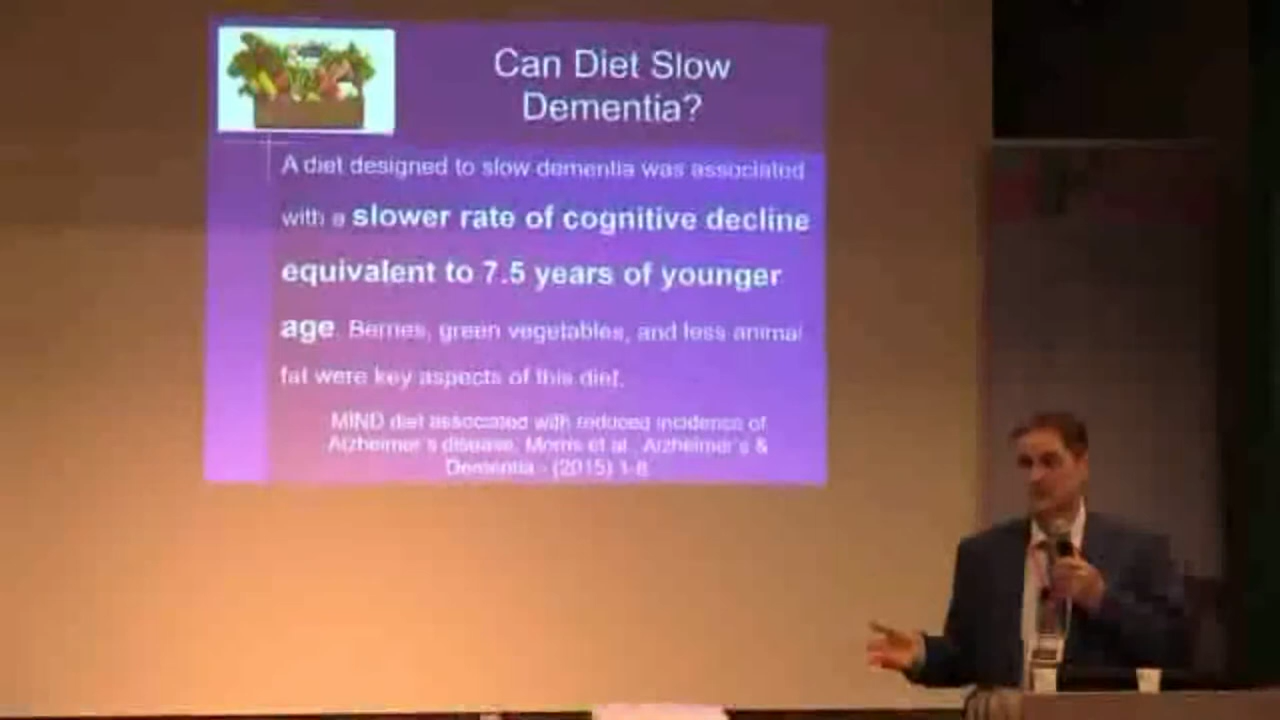 Can Diet Slow
Dementia?
A diet designed to slow dementia was associated
with a slower rate of cognitive decline
equivalent to 7.5 years of younger
age. Berries, green vegetables, and less animal
fat were key aspects of this diet.
MIND diet associated with reduced incidence of
Alzheimer's disease, Morris et al., Alzheimer's &
Dementia - (2015) 1-8